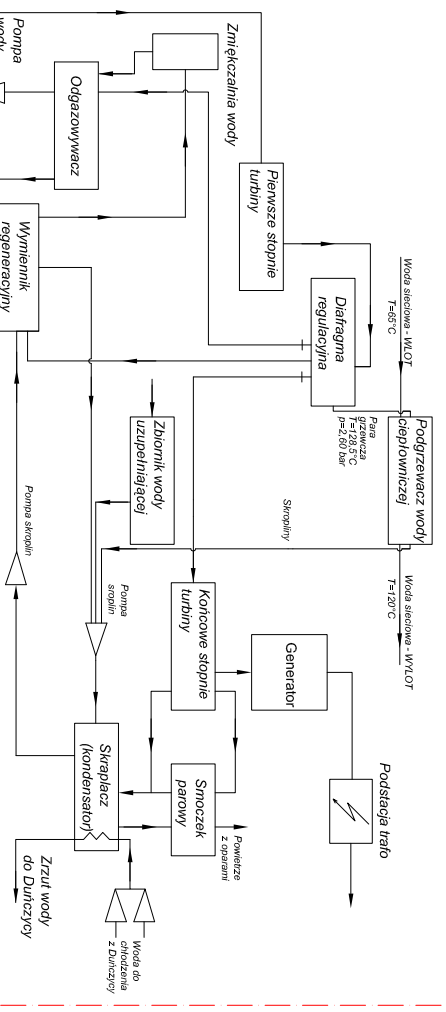 Pompa
wody
Odgazowywacz
Zmiękczalnia wody
Wymiennik
regeneracyjny
Pierwsze stopnie
turbiny
Diafragma
regulacyjna
Woda sieciowa - WLOT
T=65°C
Podgrzewacz wody
ciepłowniczej
Para
grzewcza
T=128,5°C
p=2,60 bar
Woda sieciowa - WYLOT
T=120°C
Skropliny
Zbiornik wody
uzupełniającej
Pompa skroplin
Pompa
sroplin
Końcowe stopnie
turbiny
Generator
Podstacja trafo
Smoczek
parowy
Powietrze
z oparami
Skraplacz
(kondensator)
Woda do
chłodzenia
z Duńczycy
Zrzut wody
do Duńczycy